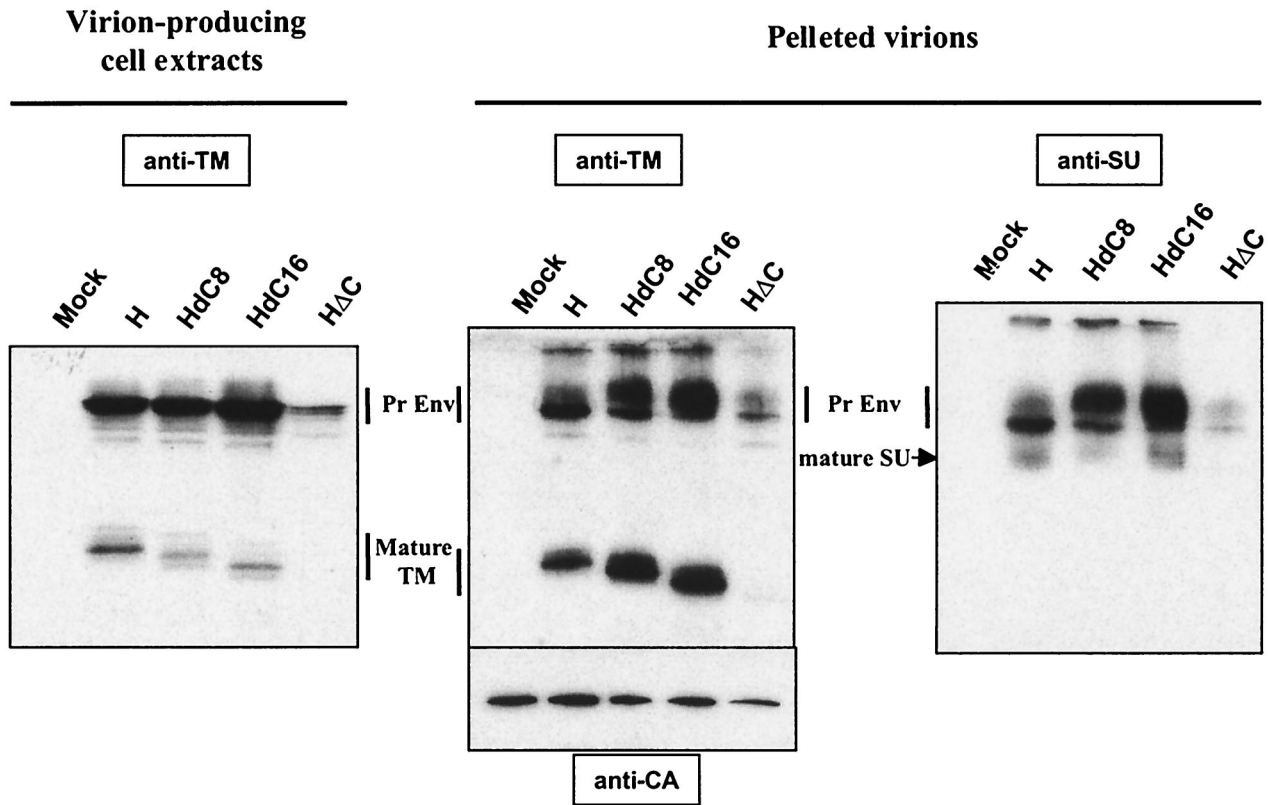 Virion-producing
cell extracts
Pelleted virions
anti-TM
anti-TM
anti-SU
Mock
H
HdC8
HdC16
HΔC
Mock
H
HdC8
HdC16
HΔC
Mock
H
HdC8
HdC16
HΔC
Pr Env
Pr Env
mature SU
Mature
TM
anti-CA